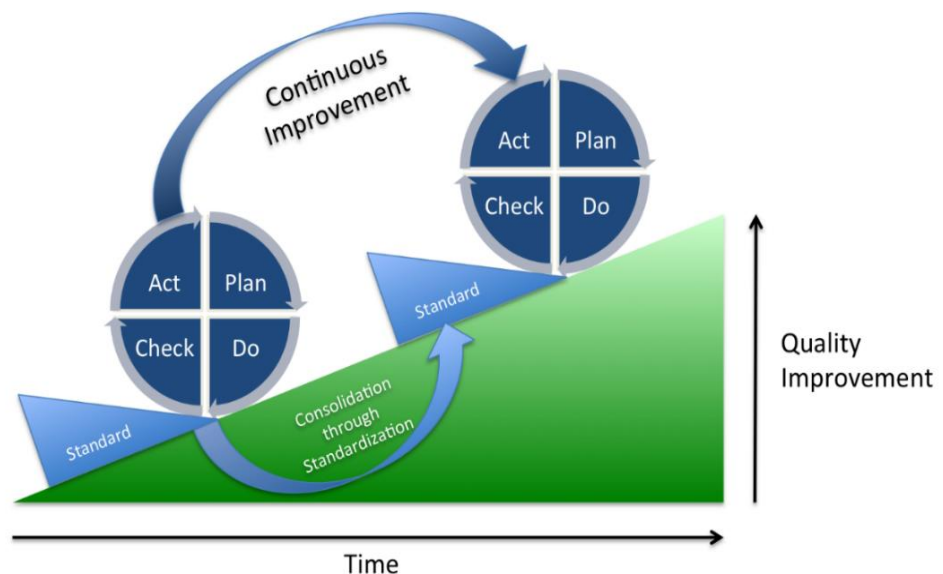 Continuous
Improvement
Act
Plan
Check
Do
Act
Plan
Check
Do
Standard
Standard
Consolidation
through
Standardization
Quality
Improvement
Time